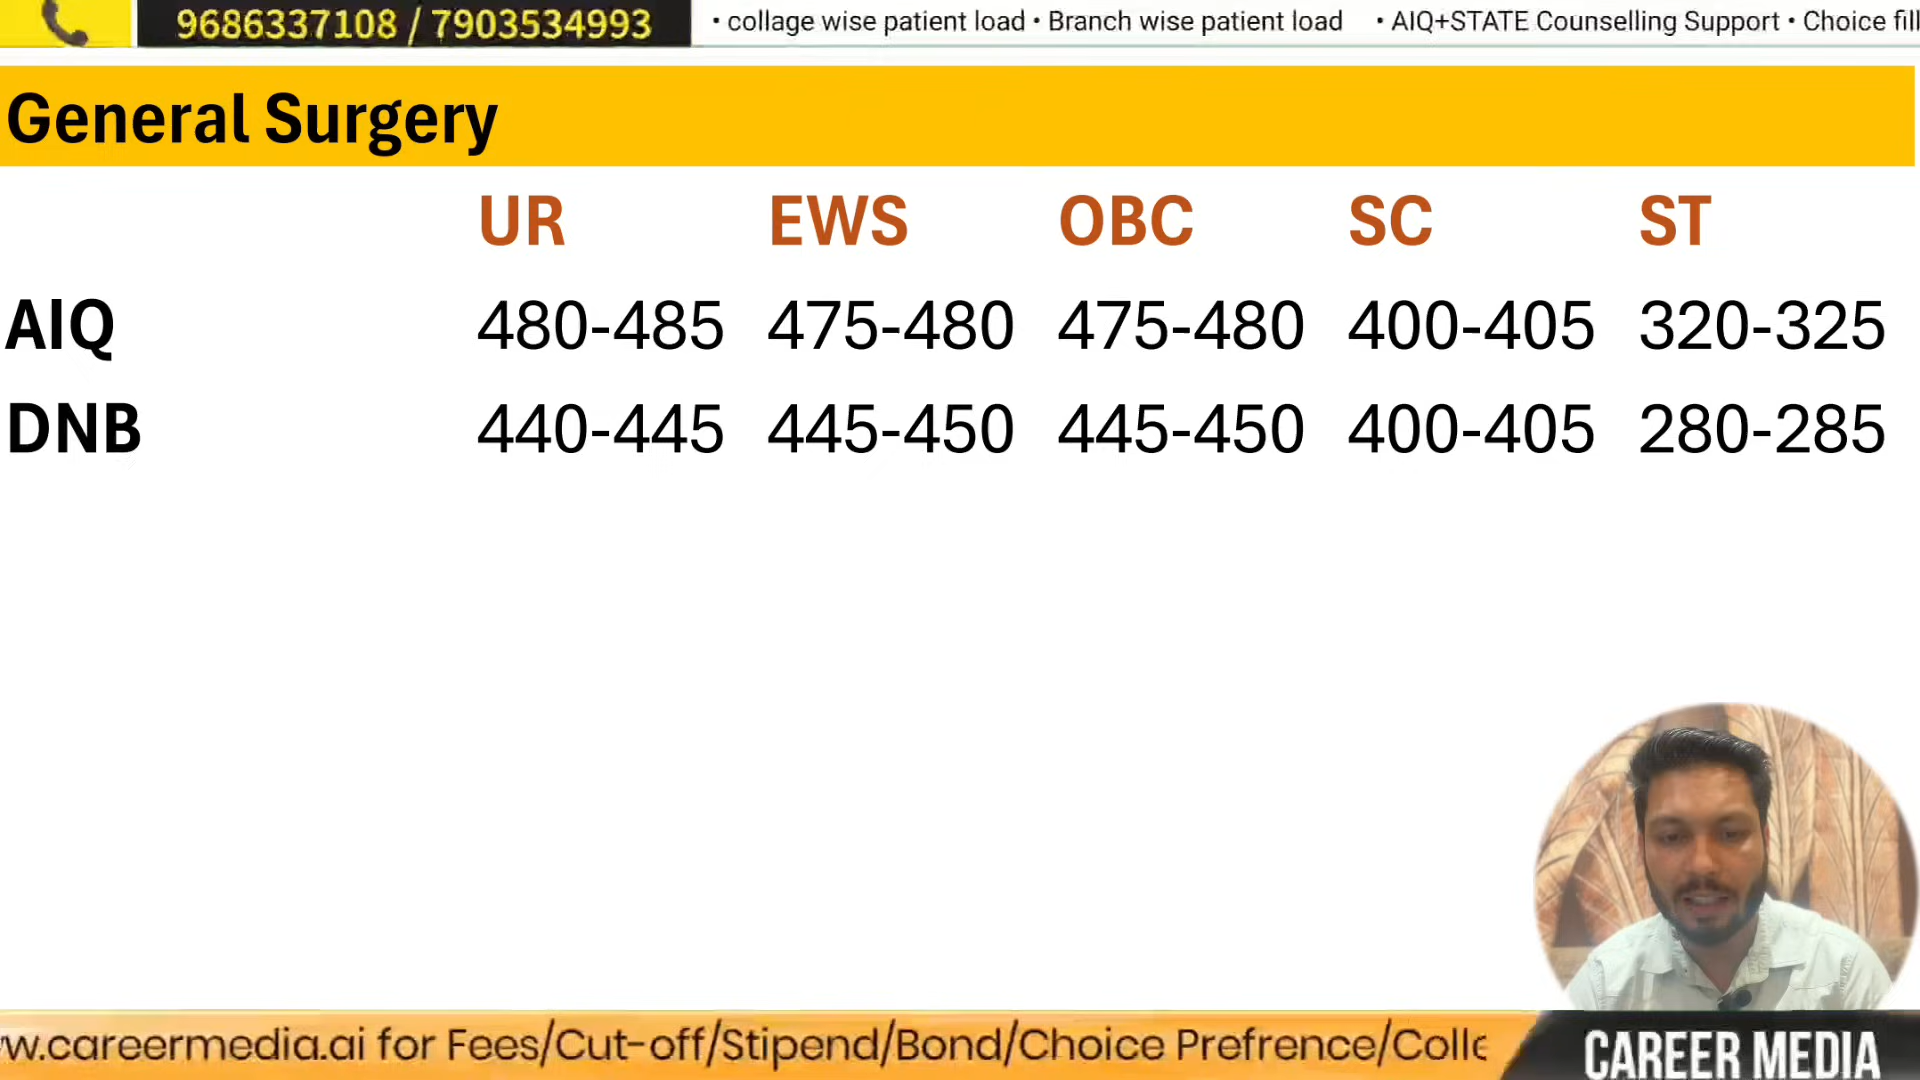 9686337108 / 7903534993 • collage wise patient load • Branch wise patient load • AIQ+STATE Counselling Support • Choice fill
General Surgery
UR EWS OBC SC ST
AIQ 480-485 475-480 475-480 400-405 320-325
DNB 440-445 445-450 445-450 400-405 280-285
w.careermedia.ai for Fees/Cut-off/Stipend/Bond/Choice Prefrence/Colle
CAREER MEDIA